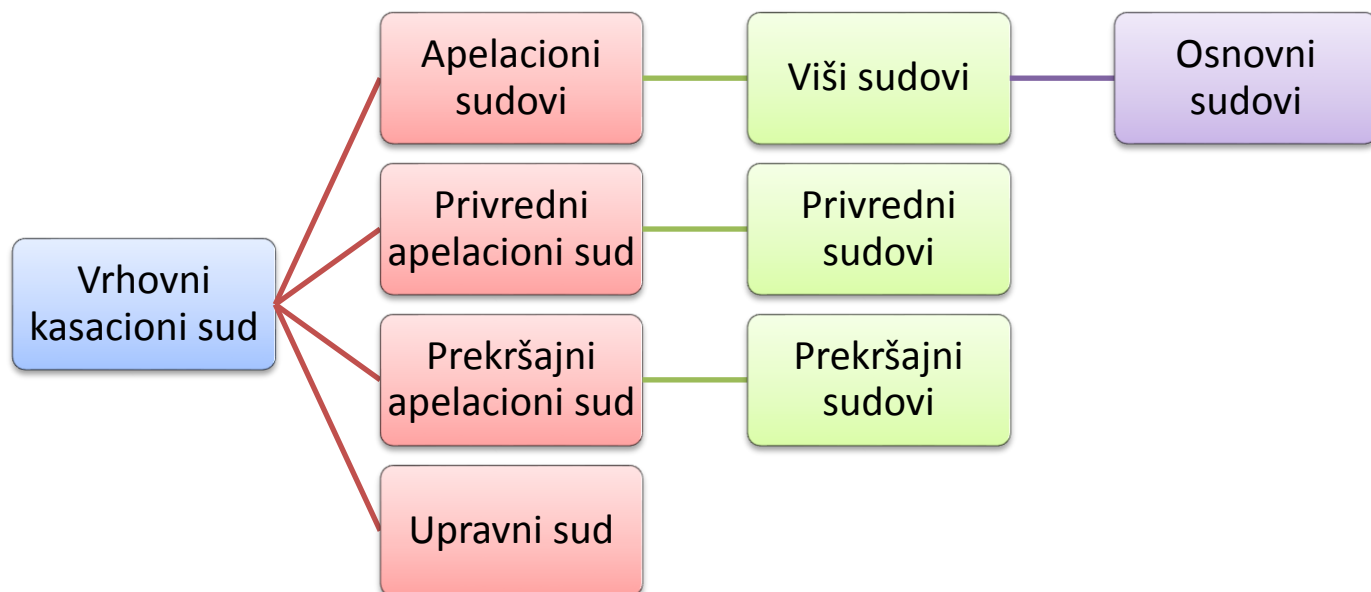 Apelacioni
sudovi
Viši sudovi
Osnovni
sudovi
Privredni
apelacioni sud
Privredni
sudovi
Vrhovni
kasacioni sud
Prekršajni
apelacioni sud
Prekršajni
sudovi
Upravni sud